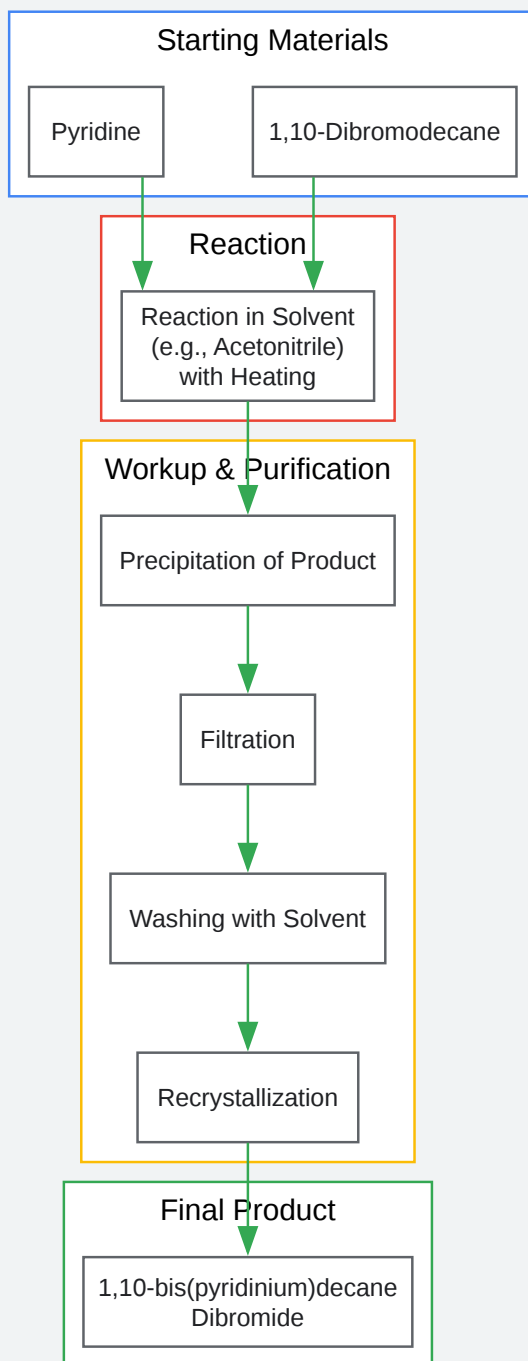 Starting Materials
Pyridine
1,10-Dibromodecane
Reaction
Reaction in Solvent
(e.g., Acetonitrile)
with Heating
Workup & Purification
Precipitation of Product
Filtration
Washing with Solvent
Recrystallization
Final Product
1,10-bis(pyridinium)decane
Dibromide